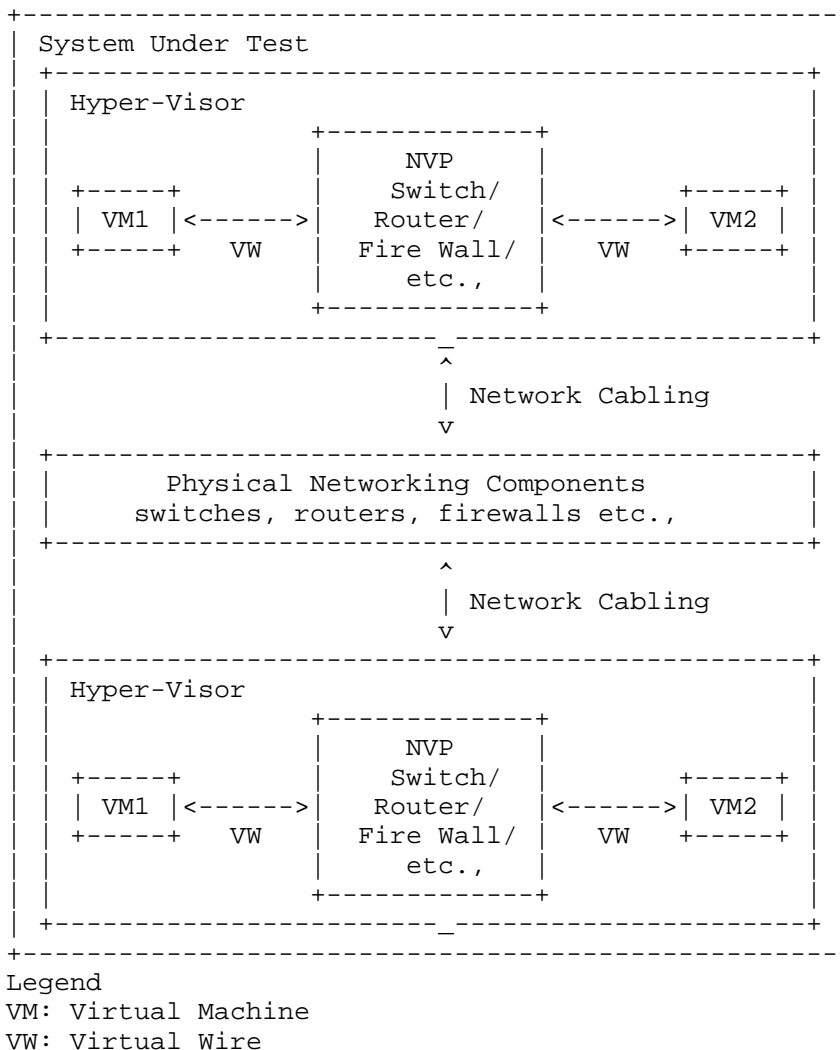 System Under Test
Hyper-Visor
NVP
Switch/
VM1 <------> Router/ <------> VM2
VW Fire Wall/ VW
etc.,
Network Cabling
Physical Networking Components
switches, routers, firewalls etc.,
Network Cabling
Hyper-Visor
NVP
Switch/
VM1 <------> Router/ <------> VM2
VW Fire Wall/ VW
etc.,
Legend
VM: Virtual Machine
VW: Virtual Wire